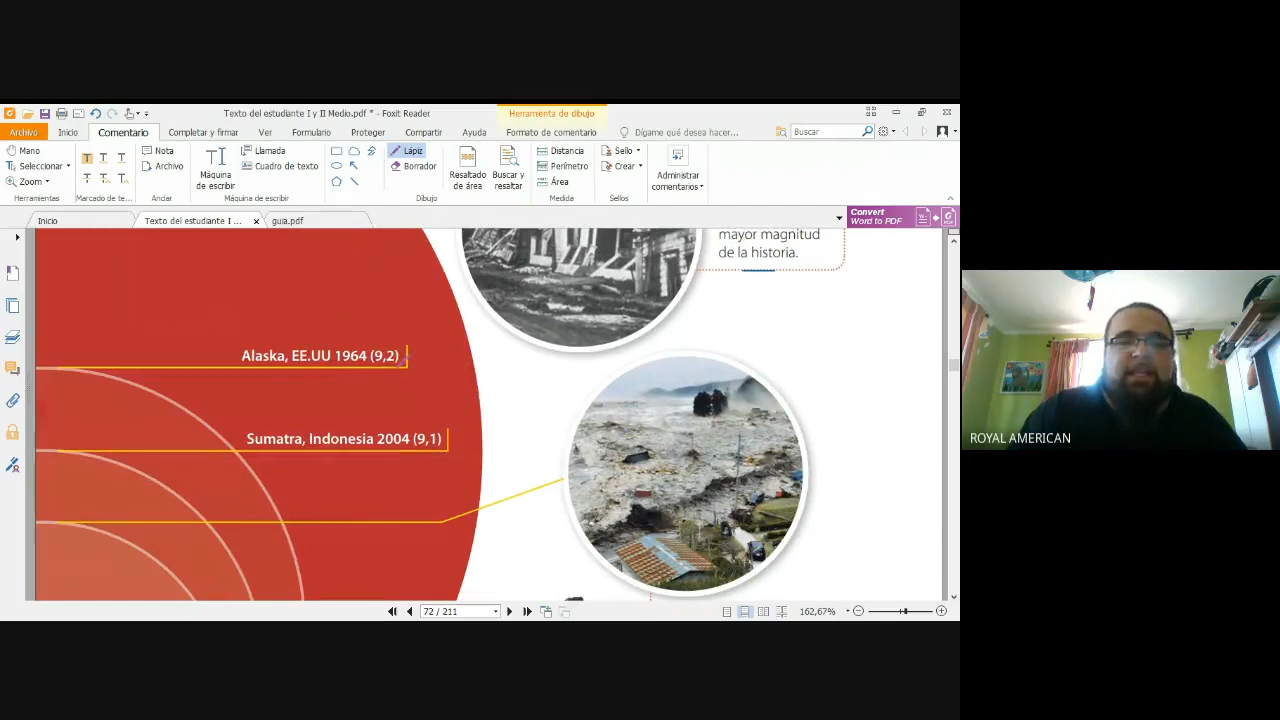 Texto del estudiante I y II Medio.pdf * - Foxit Reader
Herramienta de dibujo
Archivo Inicio Comentario Completar y firmar Ver Formulario Proteger Compartir Ayuda Formato de comentario Dígame qué desea hacer... Buscar
Mano
Seleccionar
Zoom
Herramientas
Marcado de te...
Nota
Archivo
Anclar
Máquina de escribir
Llamada
Cuadro de texto
Máquina de escribir
Lápiz
Borrador
Resaltado de área
Buscar y resaltar
Dibujo
Distancia
Perímetro
Área
Medida
Sello
Crear
Sellos
Administrar comentarios
Inicio
Texto del estudiante I ...
guia.pdf
Convert
Word to PDF
mayor magnitud
de la historia.
Alaska, EE.UU 1964 (9,2)
Sumatra, Indonesia 2004 (9,1)
72 / 211
162,67%
ROYAL AMERICAN